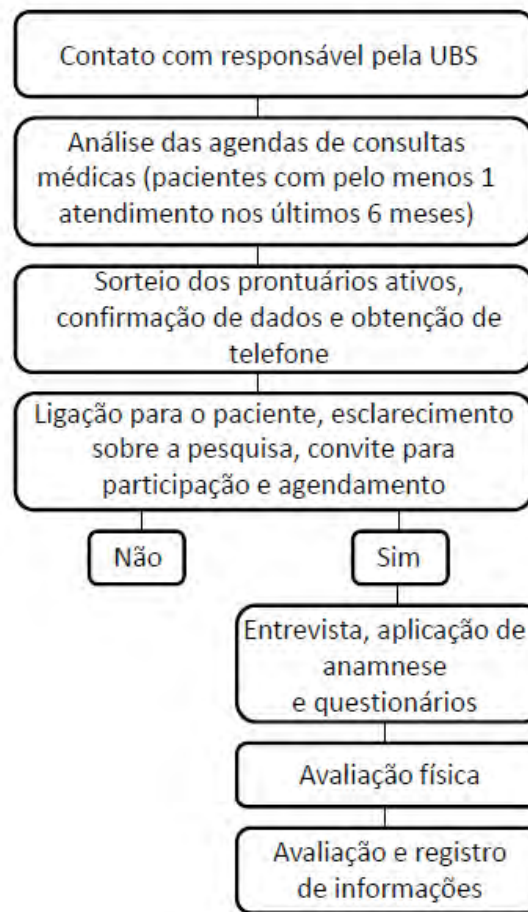 Contato com responsável pela UBS
Análise das agendas de consultas
médicas (pacientes com pelo menos 1
atendimento nos últimos 6 meses)
Sorteio dos prontuários ativos,
confirmação de dados e obtenção de
telefone
Ligação para o paciente, esclarecimento
sobre a pesquisa, convite para
participação e agendamento
Não
Sim
Entrevista, aplicação de
anamnese
e questionários
Avaliação física
Avaliação e registro
de informações